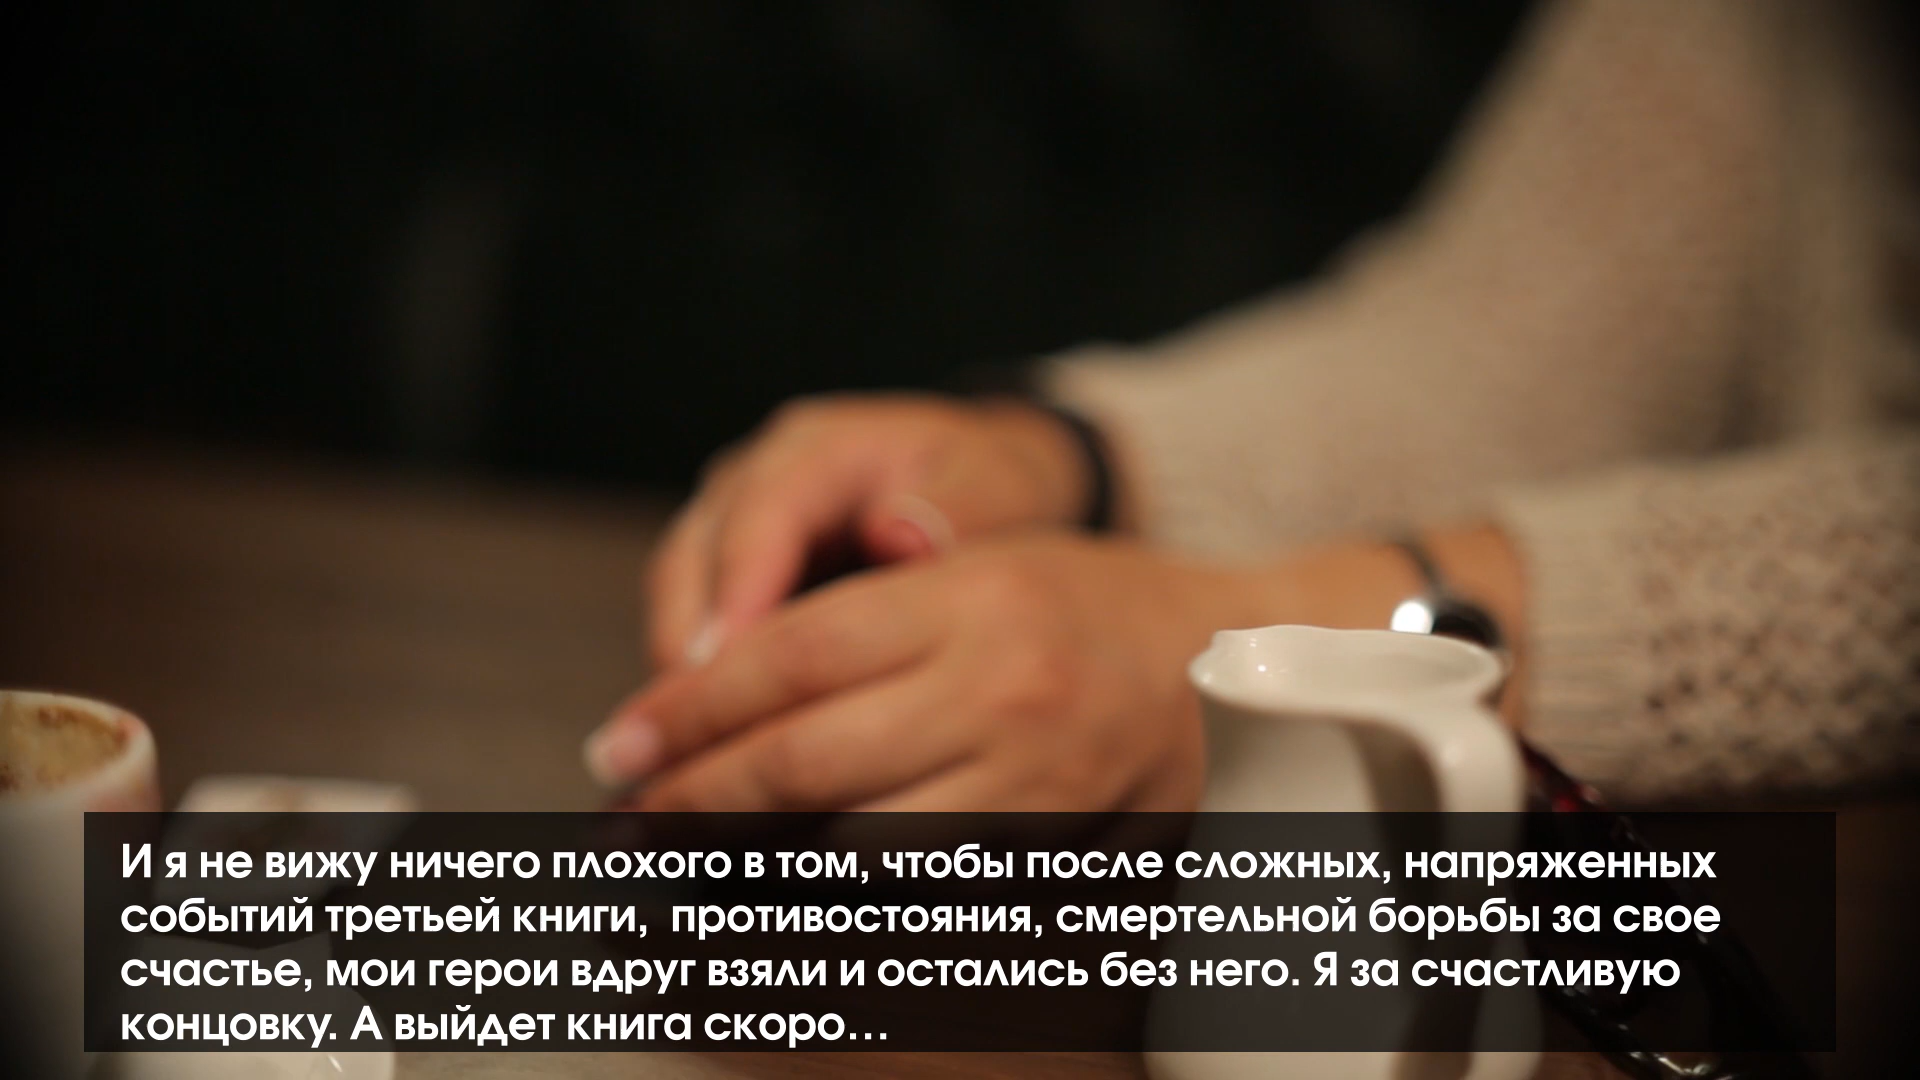 И я не вижу ничего плохого в том, чтобы после сложных, напряженных
событий третьей книги,  противостояния, смертельной борьбы за свое
счастье, мои герои вдруг взяли и остались без него. Я за счастливую
концовку. А выйдет книга скоро…